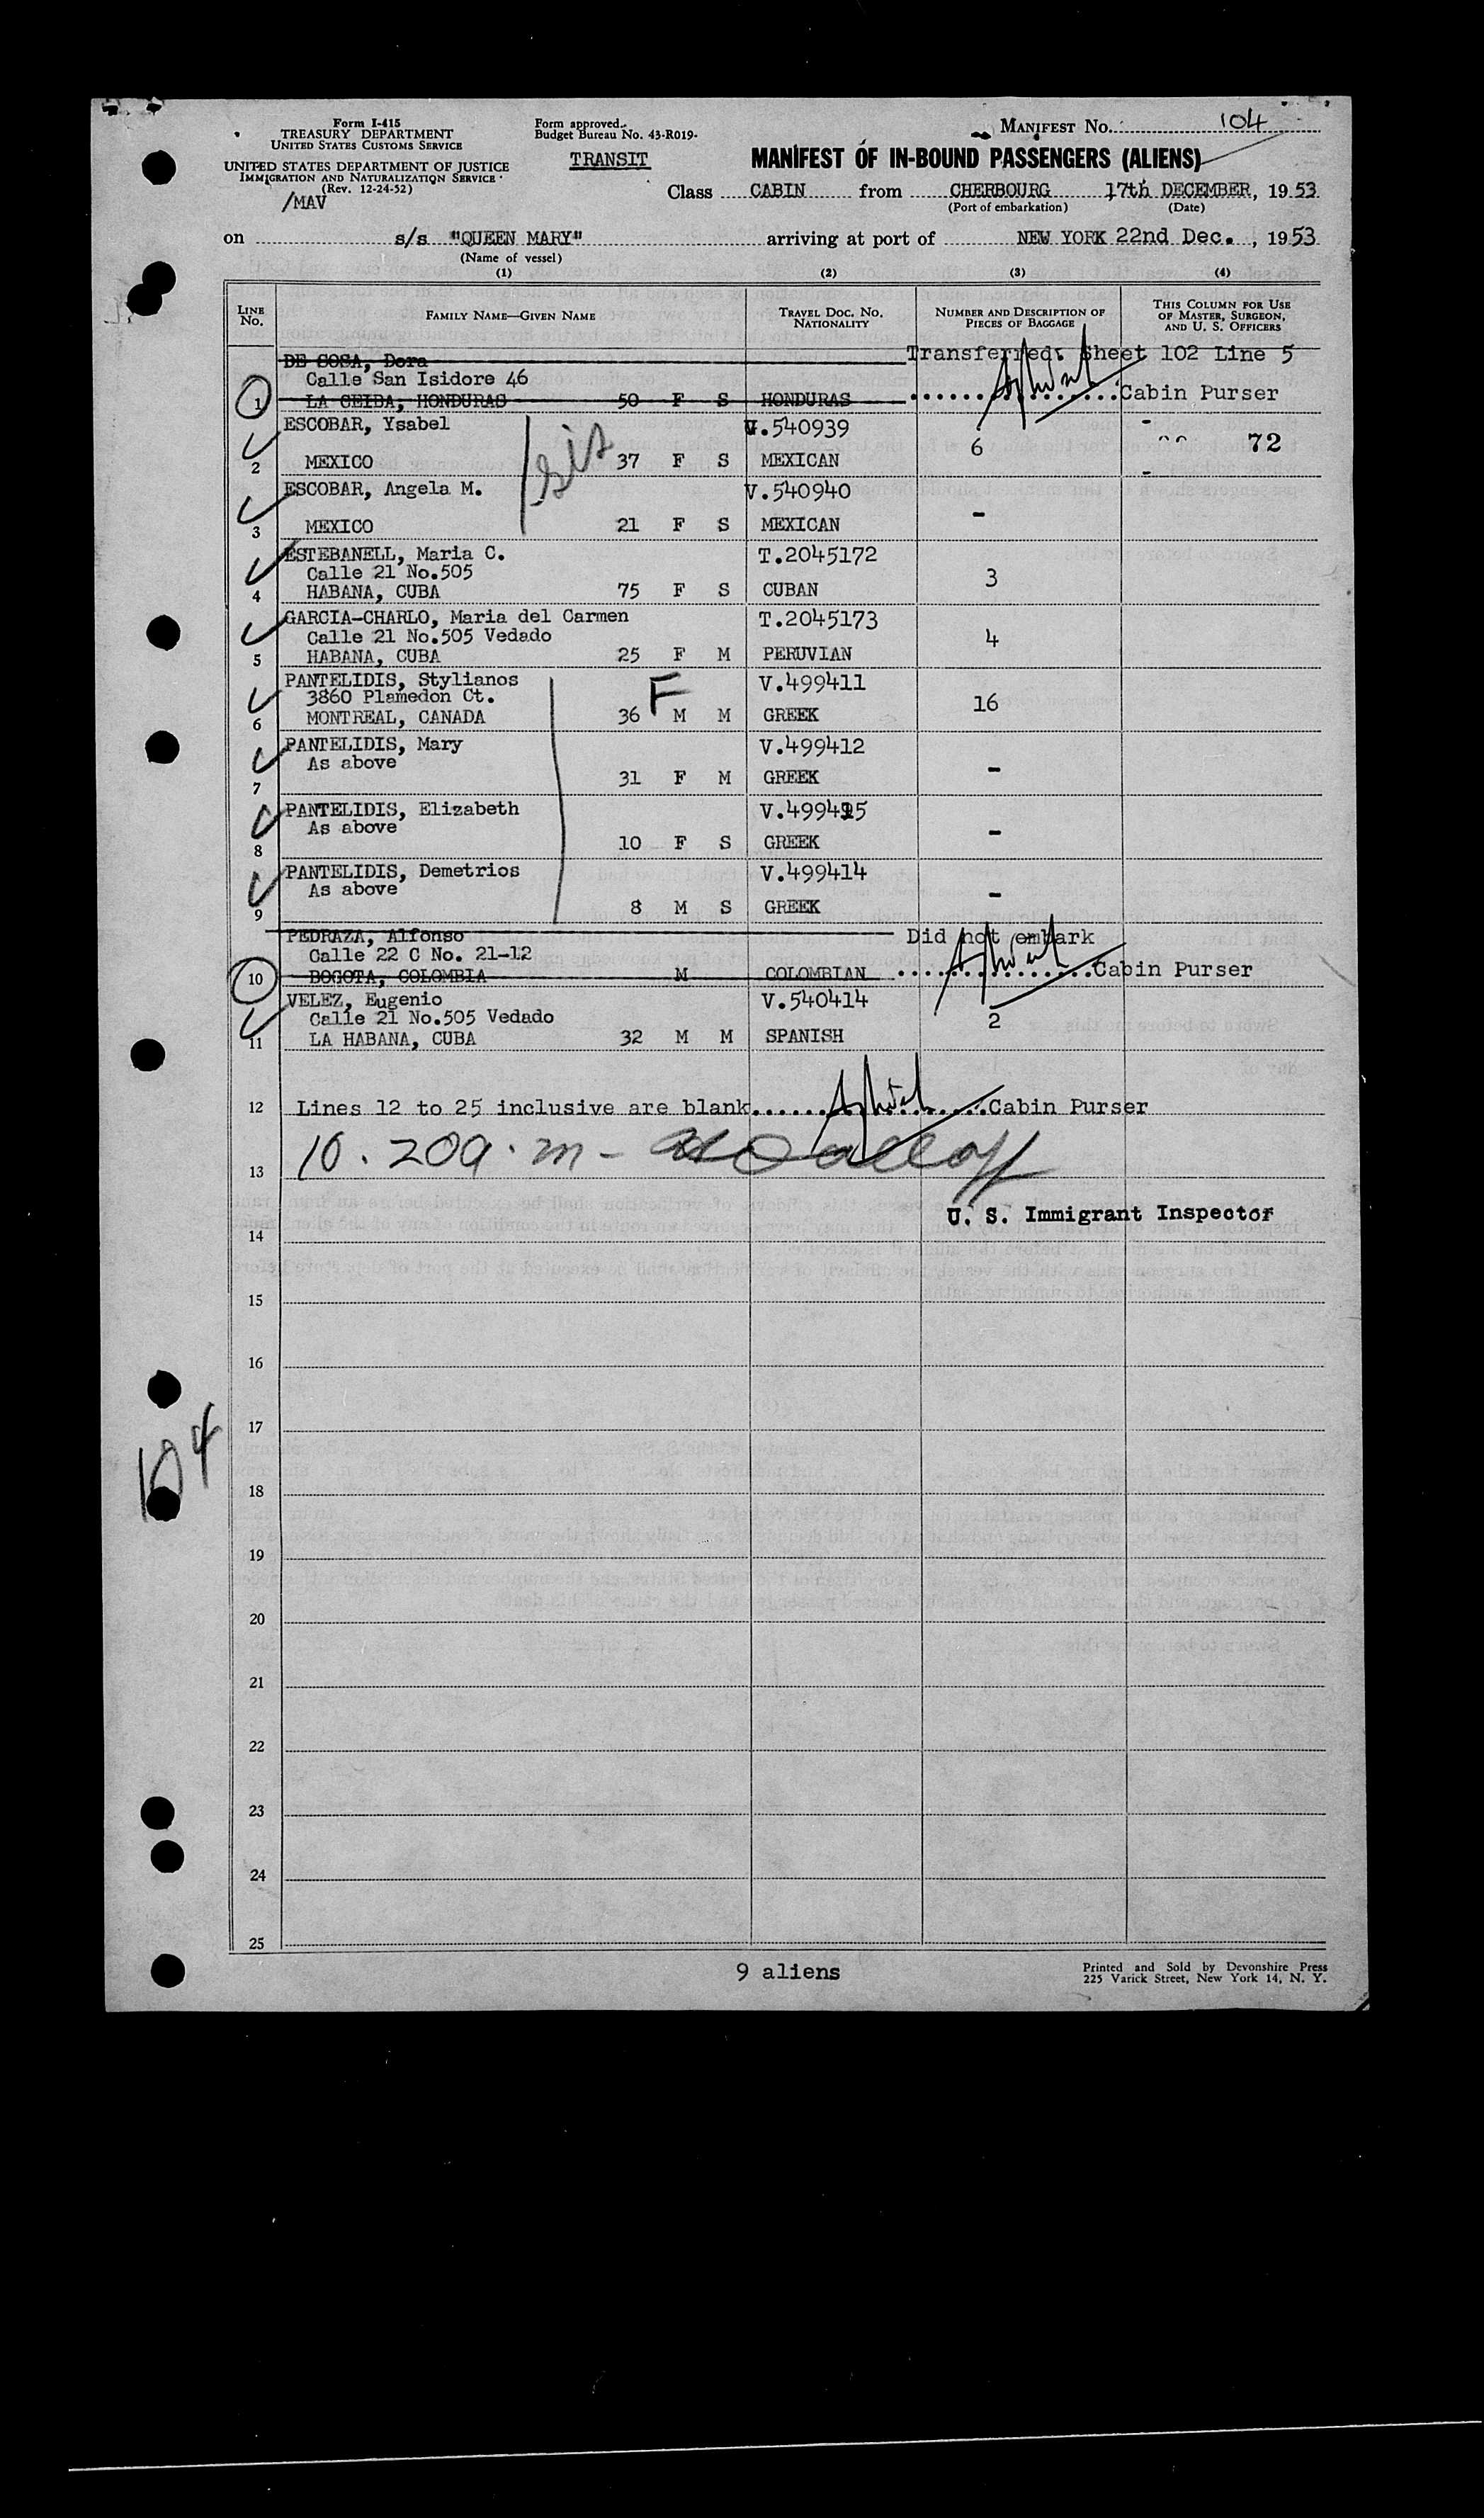 Form I-415
TREASURY DEPARTMENT
UNITED STATES CUSTOMS SERVICE
UNITED STATES DEPARTMENT OF JUSTICE
IMMIGRATION AND NATURALIZATION SERVICE
(Rev. 12-24-52)
/MAV
Form approved.
Budget Bureau No. 43-R019-
TRANSIT
MANIFEST No. 104
MANIFEST OF IN-BOUND PASSENGERS (ALIENS)
Class CABIN from CHERBOURG 17th DECEMBER, 1953
(Port of embarkation) (Date)
on s/s "QUEEN MARY" arriving at port of NEW YORK 22nd Dec. , 1953
(Name of vessel)
(1) (2) (3) (4)
LINE No. FAMILY NAME—GIVEN NAME TRAVEL DOC. NO. NATIONALITY NUMBER AND DESCRIPTION OF PIECES OF BAGGAGE THIS COLUMN FOR USE OF MASTER, SURGEON, AND U. S. OFFICERS
DE COSA, Dora Transferred: Sheet 102 Line 5
Calle San Isidore 46
1 LA CEIBA, HONDURAS 50 F S HONDURAS Cabin Purser
ESCOBAR, Ysabel V.540939 6 72
2 MEXICO 37 F S MEXICAN
sis
ESCOBAR, Angela M. V.540940 -
3 MEXICO 21 F S MEXICAN
ESTEBANELL, Maria C. T.2045172
Calle 21 No.505 3
4 HABANA, CUBA 75 F S CUBAN
GARCIA-CHARLO, Maria del Carmen T.2045173
Calle 21 No.505 Vedado 4
5 HABANA, CUBA 25 F M PERUVIAN
PANTELIDIS, Stylianos F V.499411
3860 Plamedon Ct. 16
6 MONTREAL, CANADA 36 M M GREEK
PANTELIDIS, Mary V.499412
As above -
7 31 F M GREEK
PANTELIDIS, Elizabeth
As above -
8 10 F S GREEK
PANTELIDIS, Demetrios V.499414
As above -
9 8 M S GREEK
PEDRAZA, Alfonso Did not embark
Calle 22 C No. 21-12
10 BOGOTA, COLOMBIA M COLOMBIAN Cabin Purser
VELEZ, Eugenio V.540414
Calle 21 No.505 Vedado 2
11 LA HABANA, CUBA 32 M M SPANISH
12 Lines 12 to 25 inclusive are blank Cabin Purser
13 10.20a.m-
U. S. Immigrant Inspector
14
15
16
17
104
18
19
20
21
22
23
24
25
9 aliens
Printed and Sold by Devonshire Press
225 Varick Street, New York 14, N. Y.